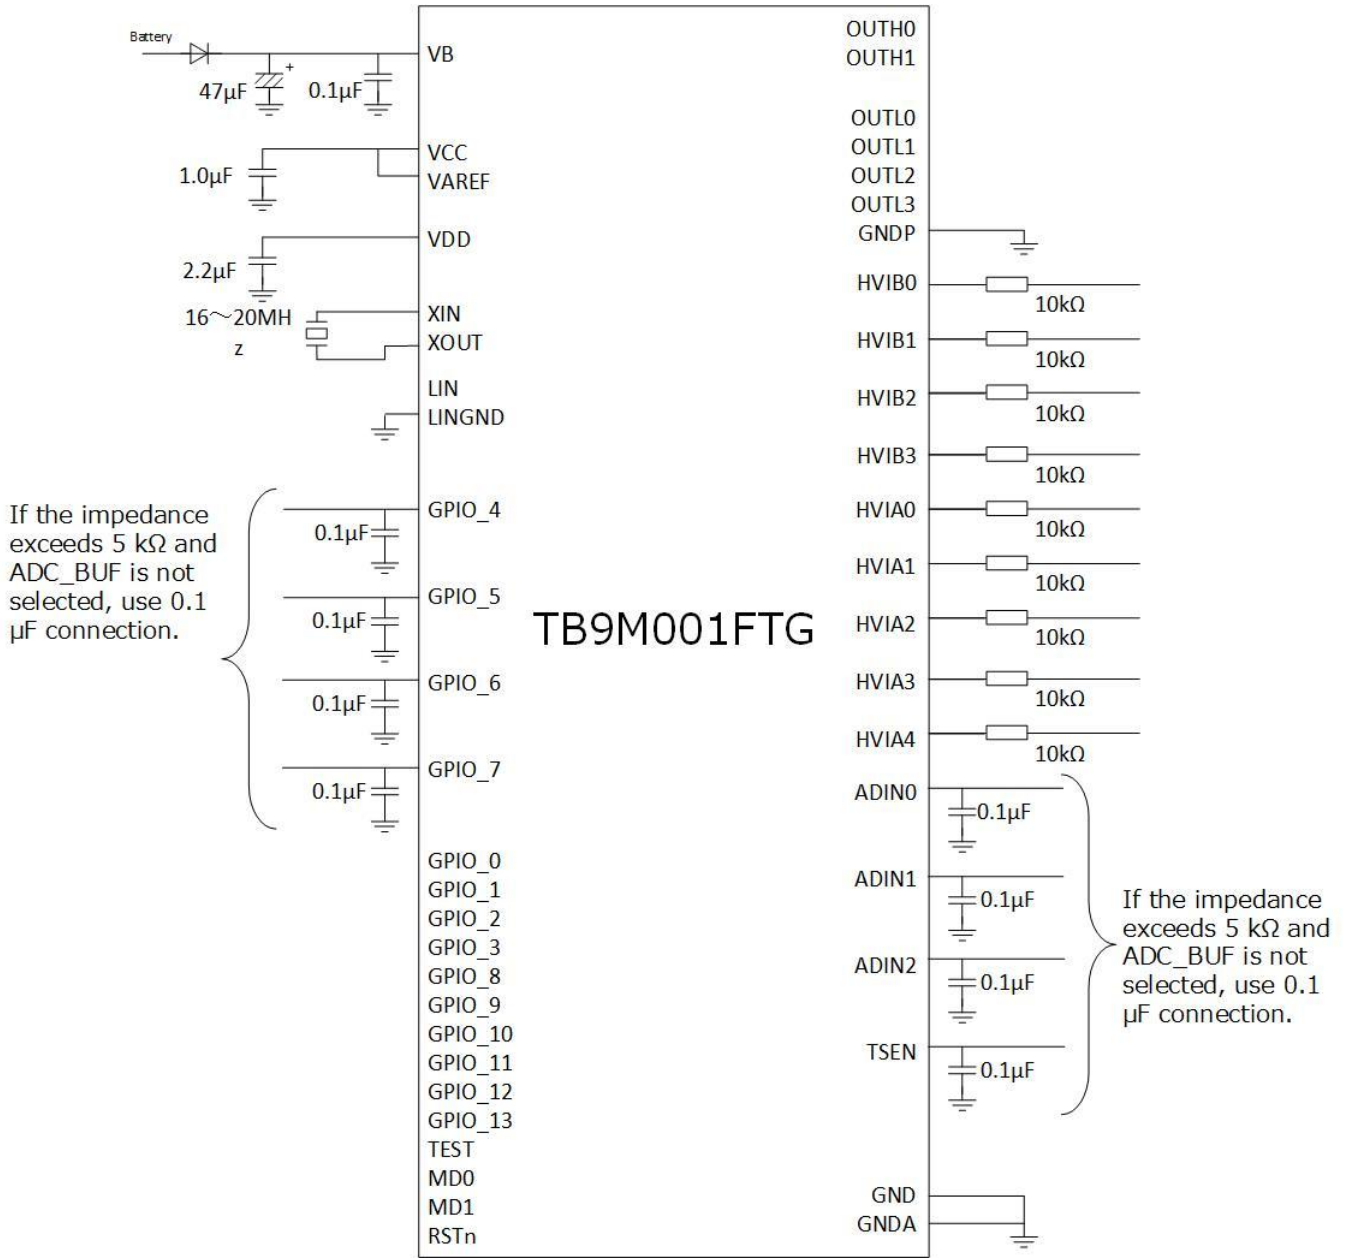 Battery
47µF
0.1µF
VB
1.0µF
VCC
VAREF
2.2µF
VDD
16～20MH
z
XIN
XOUT
LIN
LINGND
If the impedance
exceeds 5 kΩ and
ADC_BUF is not
selected, use 0.1
µF connection.
0.1µF
GPIO_4
0.1µF
GPIO_5
0.1µF
GPIO_6
0.1µF
GPIO_7
GPIO_0
GPIO_1
GPIO_2
GPIO_3
GPIO_8
GPIO_9
GPIO_10
GPIO_11
GPIO_12
GPIO_13
TEST
MD0
MD1
RSTn
TB9M001FTG
OUTH0
OUTH1
OUTL0
OUTL1
OUTL2
OUTL3
GNDP
HVIB0
10kΩ
HVIB1
10kΩ
HVIB2
10kΩ
HVIB3
10kΩ
HVIA0
10kΩ
HVIA1
10kΩ
HVIA2
10kΩ
HVIA3
10kΩ
HVIA4
10kΩ
ADIN0
0.1µF
ADIN1
0.1µF
ADIN2
0.1µF
TSEN
0.1µF
If the impedance
exceeds 5 kΩ and
ADC_BUF is not
selected, use 0.1
µF connection.
GND
GNDA